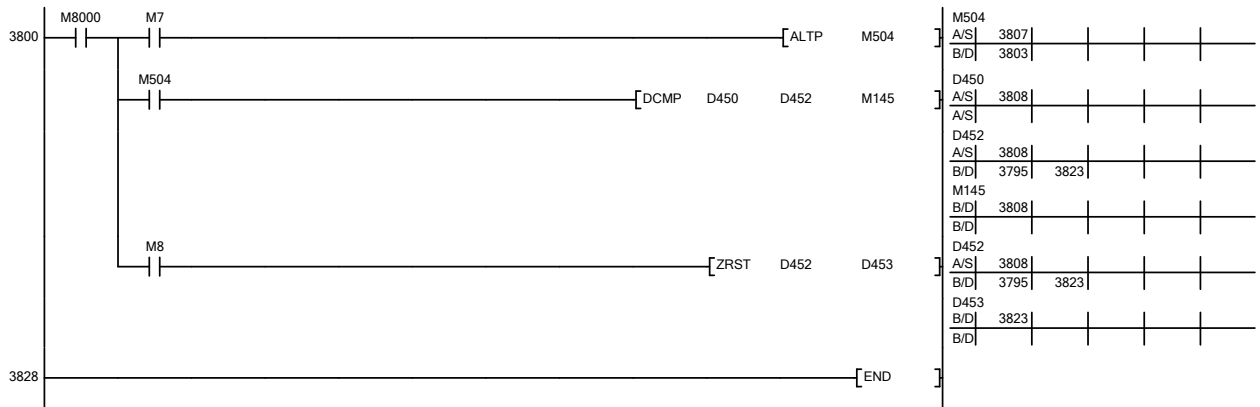 M8000 M7 M504
3800 ALTP M504 A/S 3807
B/D 3803
M504 D450
DCMP D450 D452 M145 A/S 3808
A/S
D452
A/S 3808
B/D 3795 3823
M145
B/D 3808
B/D
M8 D452
ZRST D452 D453 A/S 3808
B/D 3795 3823
D453
B/D 3823
B/D
3828 END